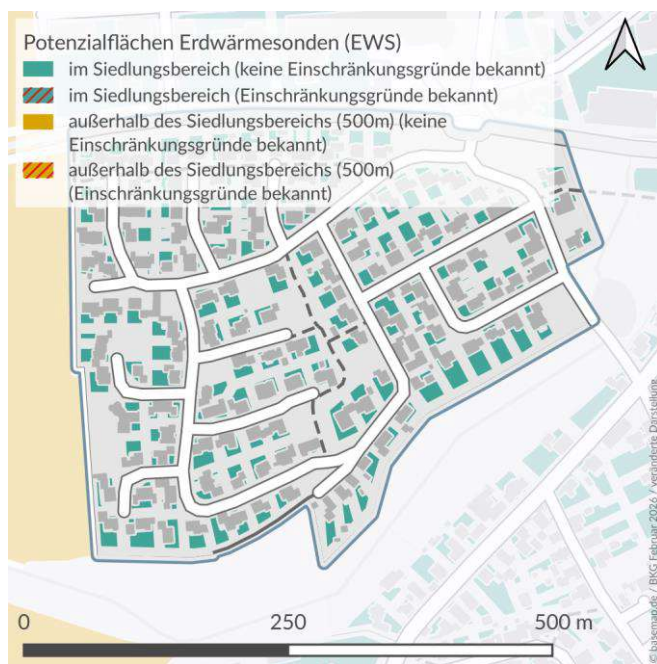 Potenzialflächen Erdwärmesonden (EWS)
im Siedlungsbereich (keine Einschränkungsgründe bekannt)
im Siedlungsbereich (Einschränkungsgründe bekannt)
außerhalb des Siedlungsbereichs (500m) (keine
Einschränkungsgründe bekannt)
außerhalb des Siedlungsbereichs (500m)
(Einschränkungsgründe bekannt)
© basemap.de / BKG Februar 2026 / veränderte Darstellung
0 250 500 m